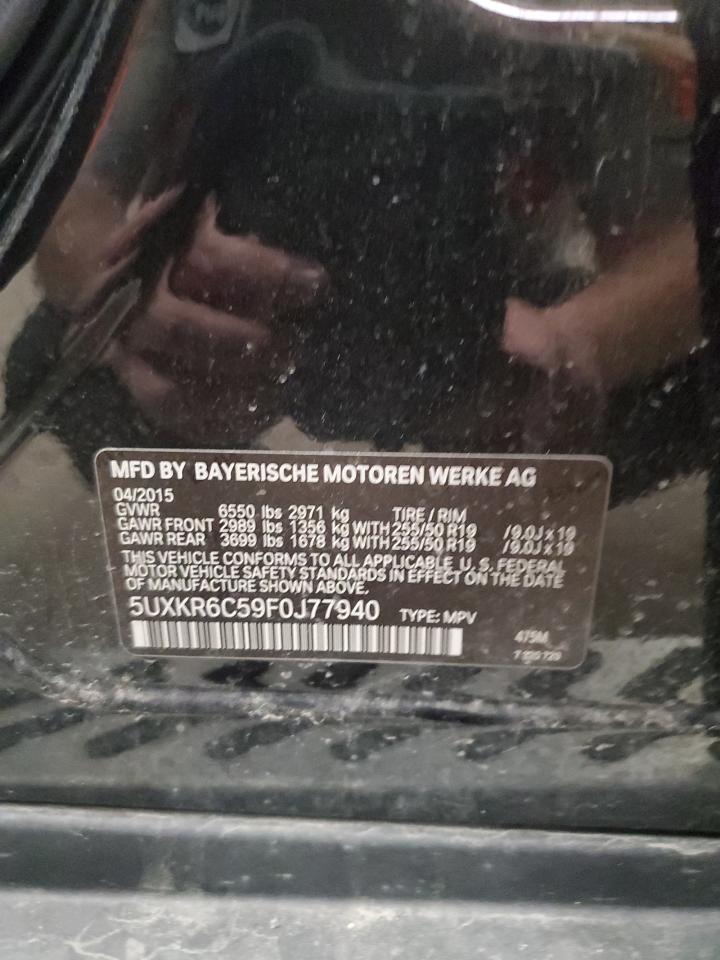 MFD BY BAYERISCHE MOTOREN WERKE AG
04/2015
GVWR 6550 lbs 2971 kg TIRE / RIM
GAWR FRONT 2989 lbs 1356 kg WITH 255/50 R19 / 9.0J x 19
GAWR REAR 3699 lbs 1678 kg WITH 255/50 R19 / 9.0J x 19
THIS VEHICLE CONFORMS TO ALL APPLICABLE U. S. FEDERAL
MOTOR VEHICLE SAFETY STANDARDS IN EFFECT ON THE DATE
OF MANUFACTURE SHOWN ABOVE.
5UXKR6C59F0J77940 TYPE: MPV
475M